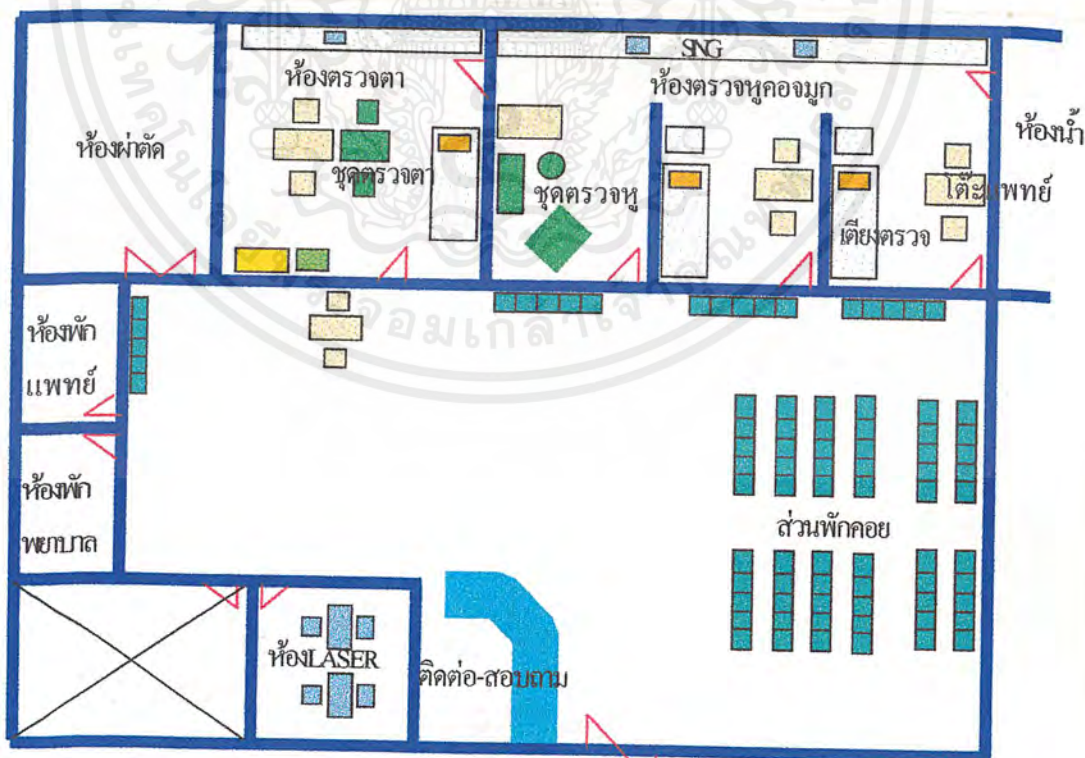 SNG
ห้องตรวจตา
ห้องตรวจหูคอจมูก
ห้องน้ำ
ห้องผ่าตัด
ชุดตรวจตา
ชุดตรวจหู
โต๊ะแพทย์
เตียงตรวจ
ห้องพัก
แพทย์
ห้องพัก
พยาบาล
ส่วนพักคอย
ห้องLASER
ติดต่อ-สอบถาม